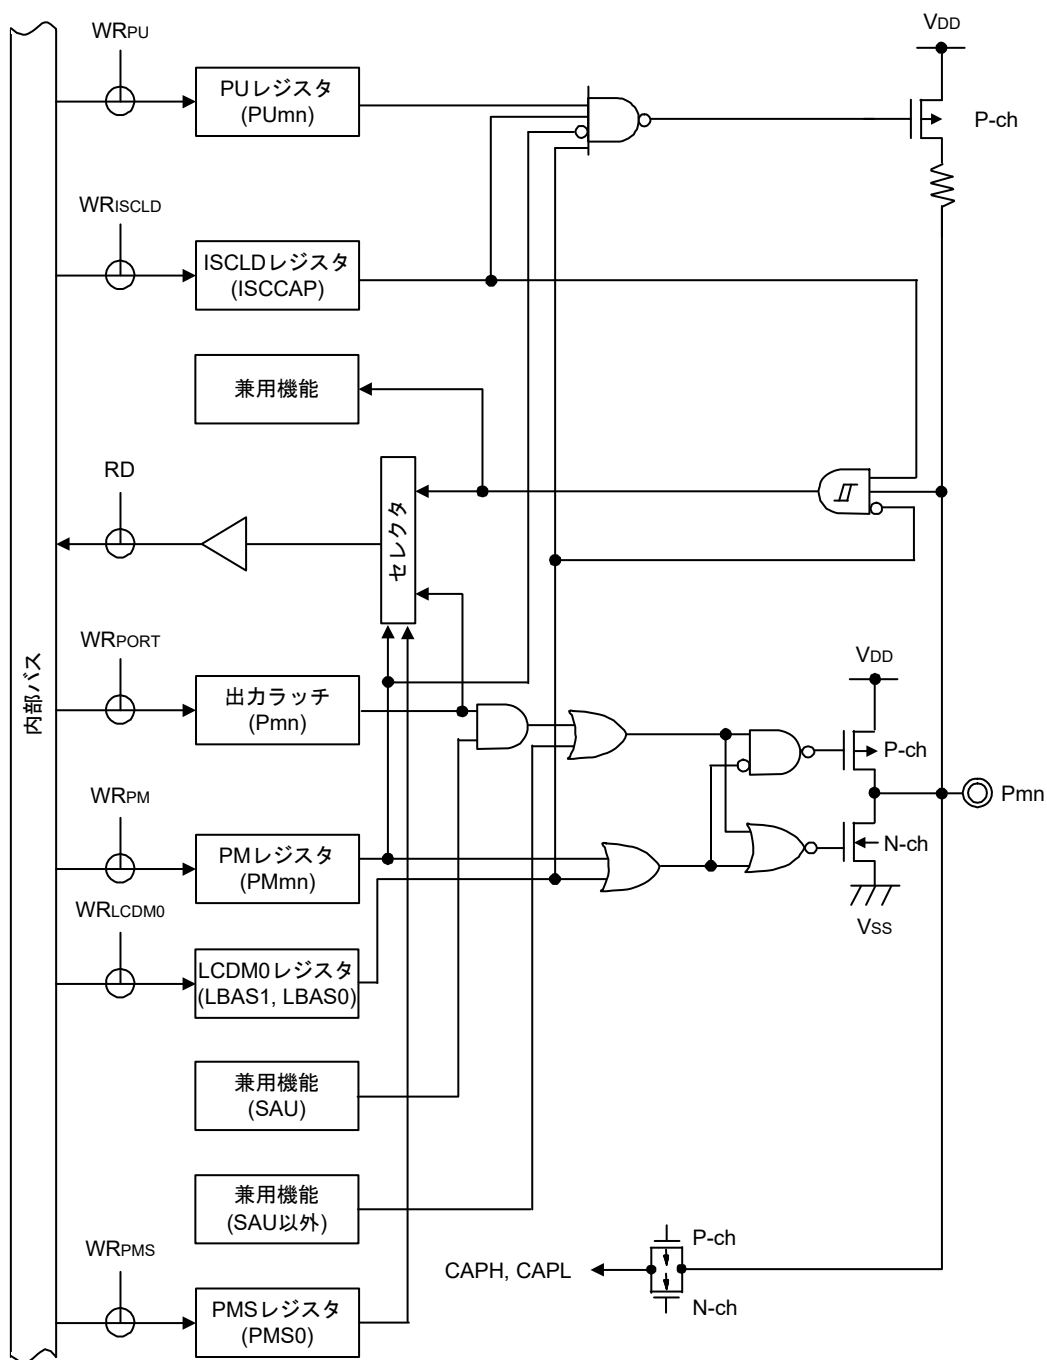 WRPU
VDD
PUレジスタ
(PUmn)
P-ch
WRISCLD
ISCLDレジスタ
(ISCCAP)
兼用機能
RD
セレクタ
WRPORT
内部バス
出力ラッチ
(Pmn)
VDD
P-ch
Pmn
WRPM
PMレジスタ
(PMmn)
N-ch
WRLCDM0
VSS
LCDM0レジスタ
(LBAS1, LBAS0)
兼用機能
(SAU)
兼用機能
(SAU以外)
WRPMS
P-ch
CAPH, CAPL
N-ch
PMSレジスタ
(PMS0)